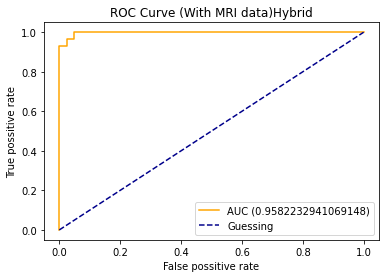 ROC Curve (With MRI data)Hybrid
True possitive rate
1.0
0.8
0.6
0.4
0.2
0.0
AUC (0.9582232941069148)
Guessing
0.0 0.2 0.4 0.6 0.8 1.0
False possitive rate